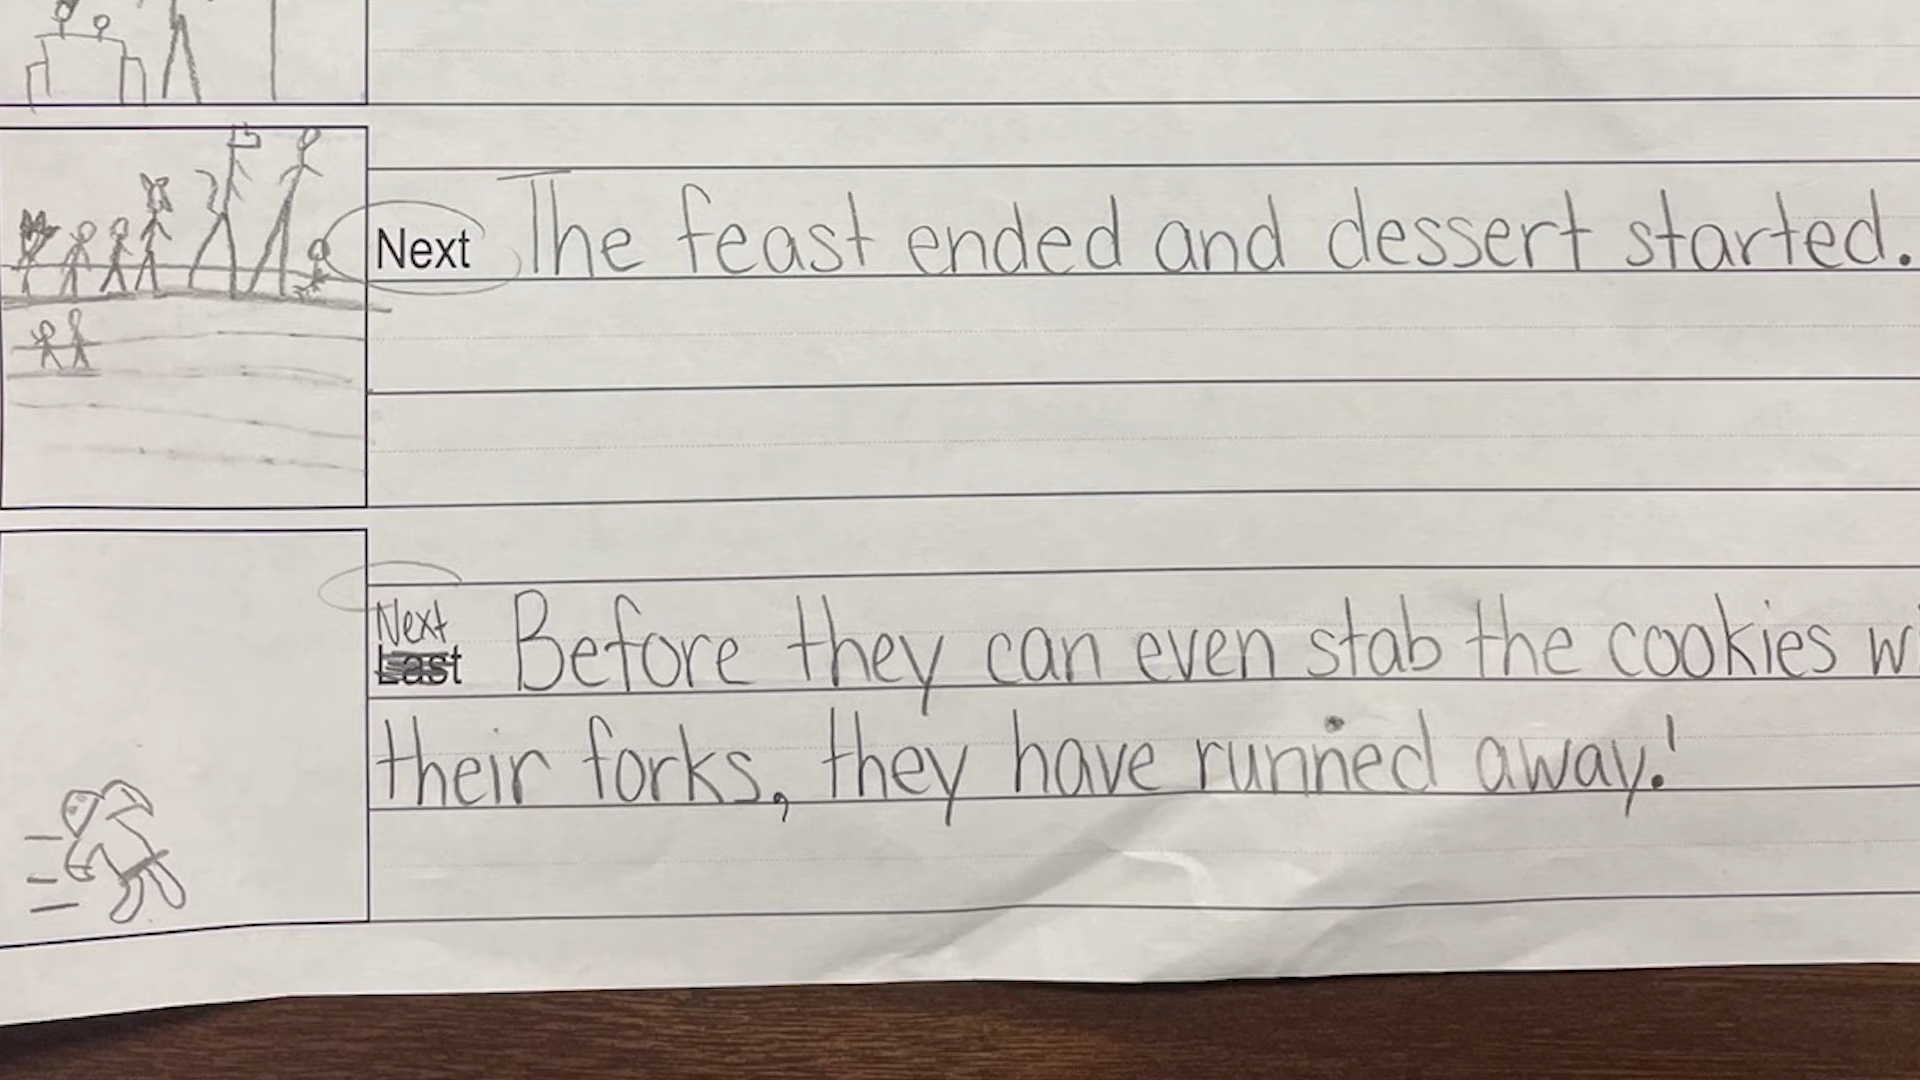 Next The feast ended and dessert started.
Next
Last Before they can even stab the cookies
their forks, they have runned away!